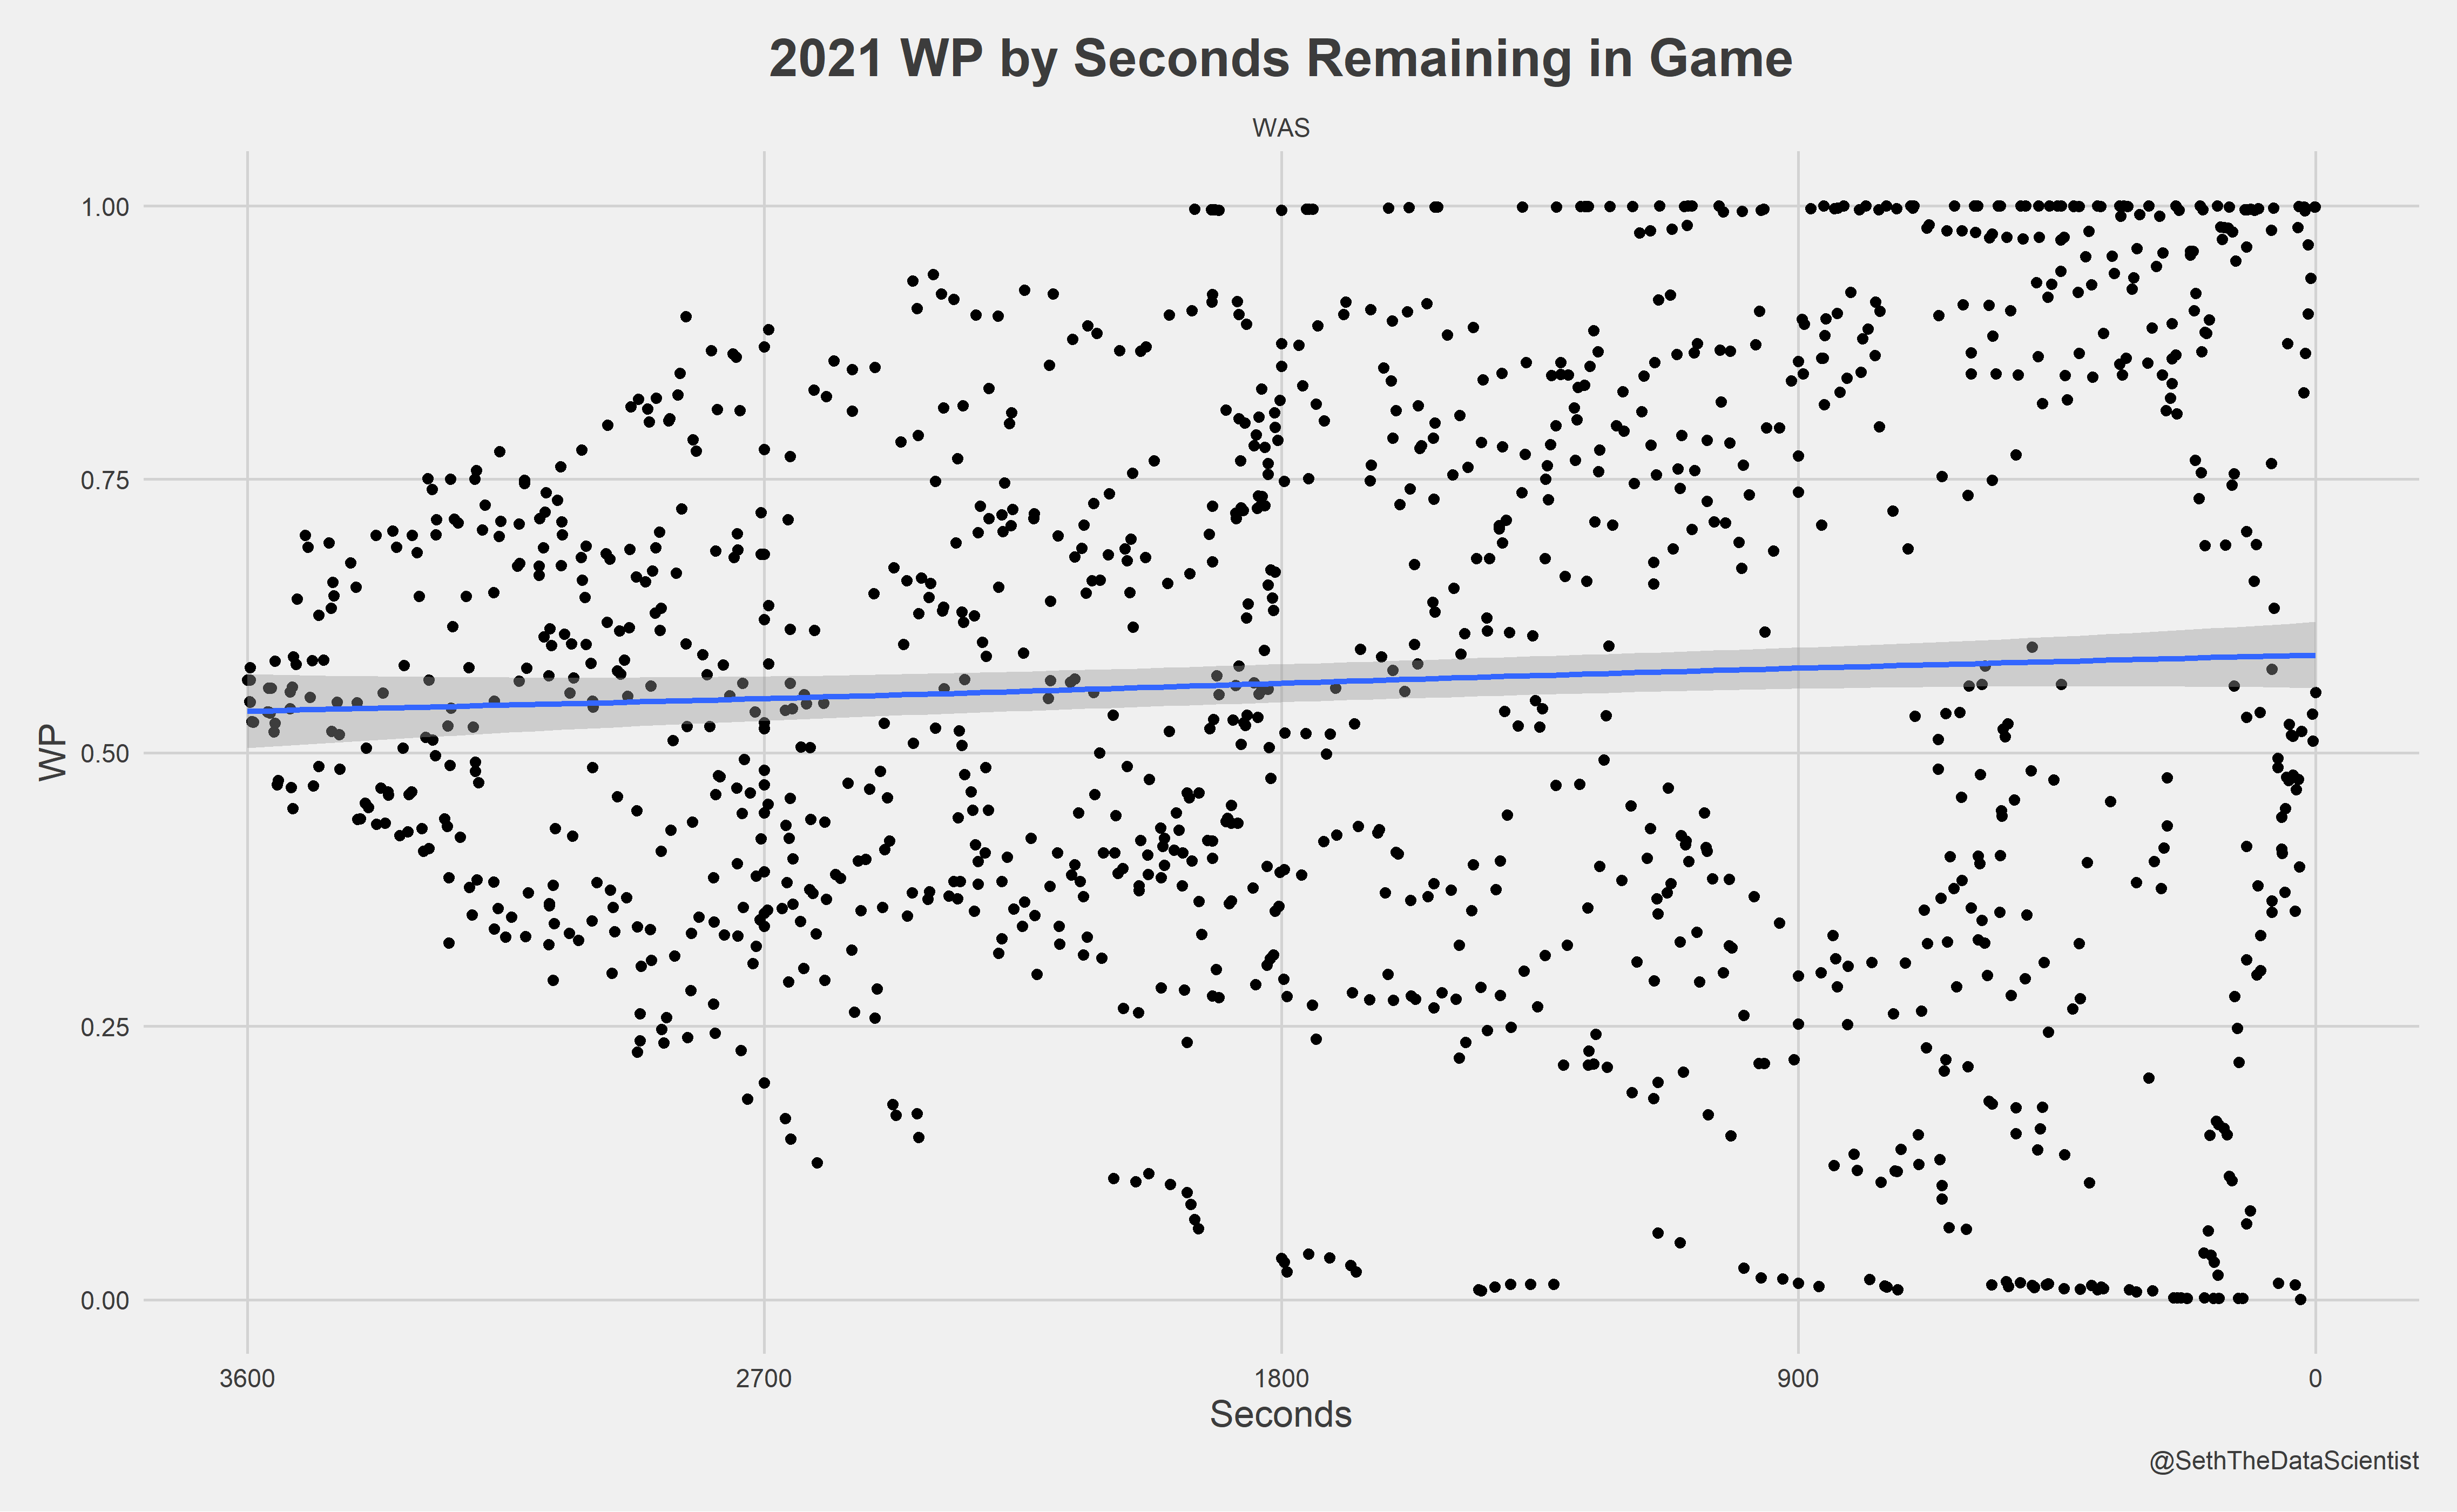 2021 WP by Seconds Remaining in Game
WAS
1.00
0.75
0.50
0.25
0.00
WP
3600 2700 1800 900 0
Seconds
@SethTheDataScientist